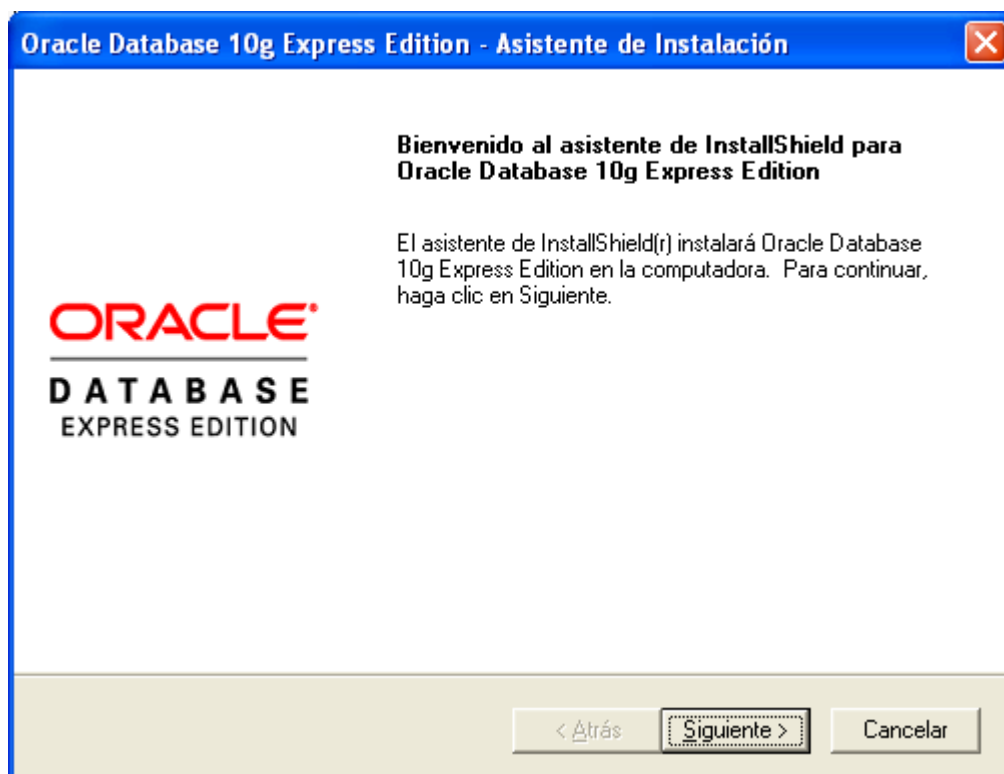 Oracle Database 10g Express Edition - Asistente de Instalación
Bienvenido al asistente de InstallShield para
Oracle Database 10g Express Edition
El asistente de InstallShield(r) instalará Oracle Database
10g Express Edition en la computadora.  Para continuar,
haga clic en Siguiente.
ORACLE
DATABASE
EXPRESS EDITION
< Atrás
Siguiente >
Cancelar